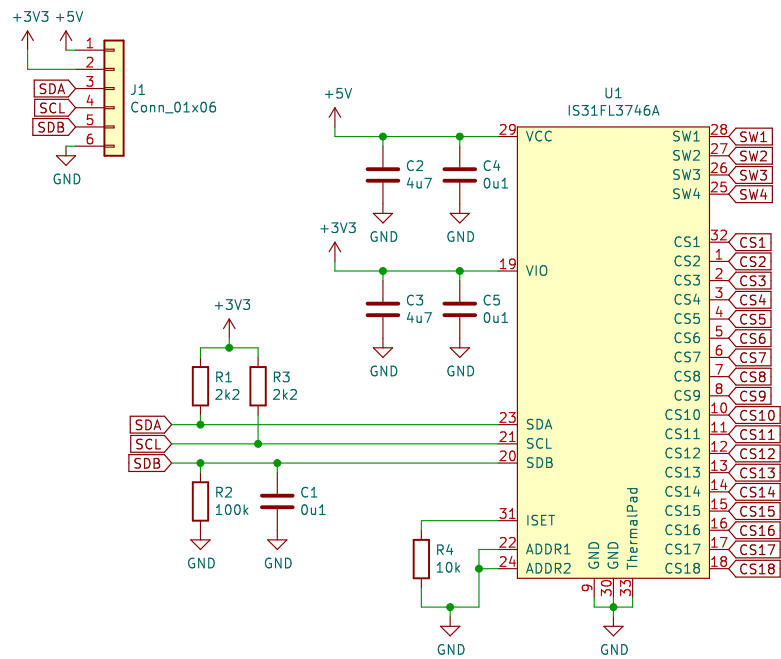 +3V3 +5V
1
2
SDA 3
SCL 4
SDB 5
6
J1
Conn_01x06
GND
U1
IS31FL3746A
+5V
29 VCC
C2
4u7
C4
0u1
GND GND
+3V3
19 VIO
C3
4u7
C5
0u1
GND GND
+3V3
R1
2k2
R3
2k2
SDA 23 SDA
SCL 21 SCL
SDB 20 SDB
R2
100k
C1
0u1
GND GND
31 ISET
22 ADDR1
24 ADDR2
R4
10k
GND
SW1 28 SW1
SW2 27 SW2
SW3 26 SW3
SW4 25 SW4
CS1 32 CS1
CS2 1 CS2
CS3 2 CS3
CS4 3 CS4
CS5 4 CS5
CS6 5 CS6
CS7 6 CS7
CS8 7 CS8
CS9 8 CS9
CS10 10 CS10
CS11 11 CS11
CS12 12 CS12
CS13 13 CS13
CS14 14 CS14
CS15 15 CS15
CS16 16 CS16
CS17 17 CS17
CS18 18 CS18
GND 9
GND 30
ThermalPad 33
GND